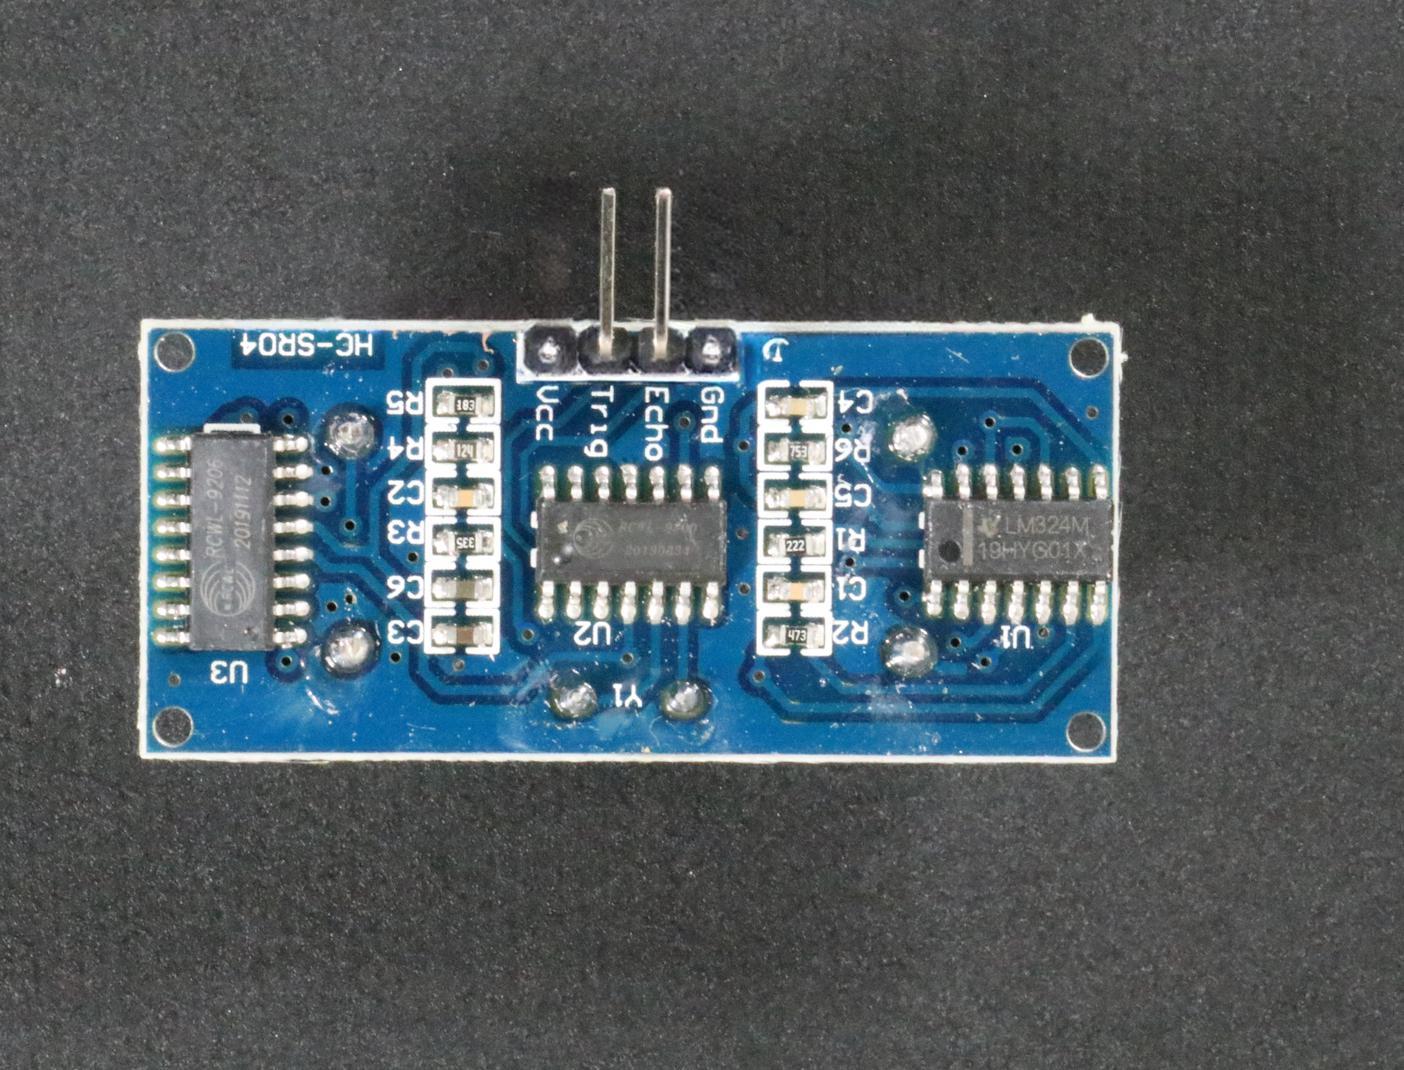 HC-SR04
Vcc
Trig
Echo
Gnd
R5
183
R4
124
C2
R3
335
C6
C3
C4
R6
753
C5
R1
222
C1
R2
473
RCWL-9206
20191112
RCWL
U3
U2
Y1
LM324M
19HYG01X
U1